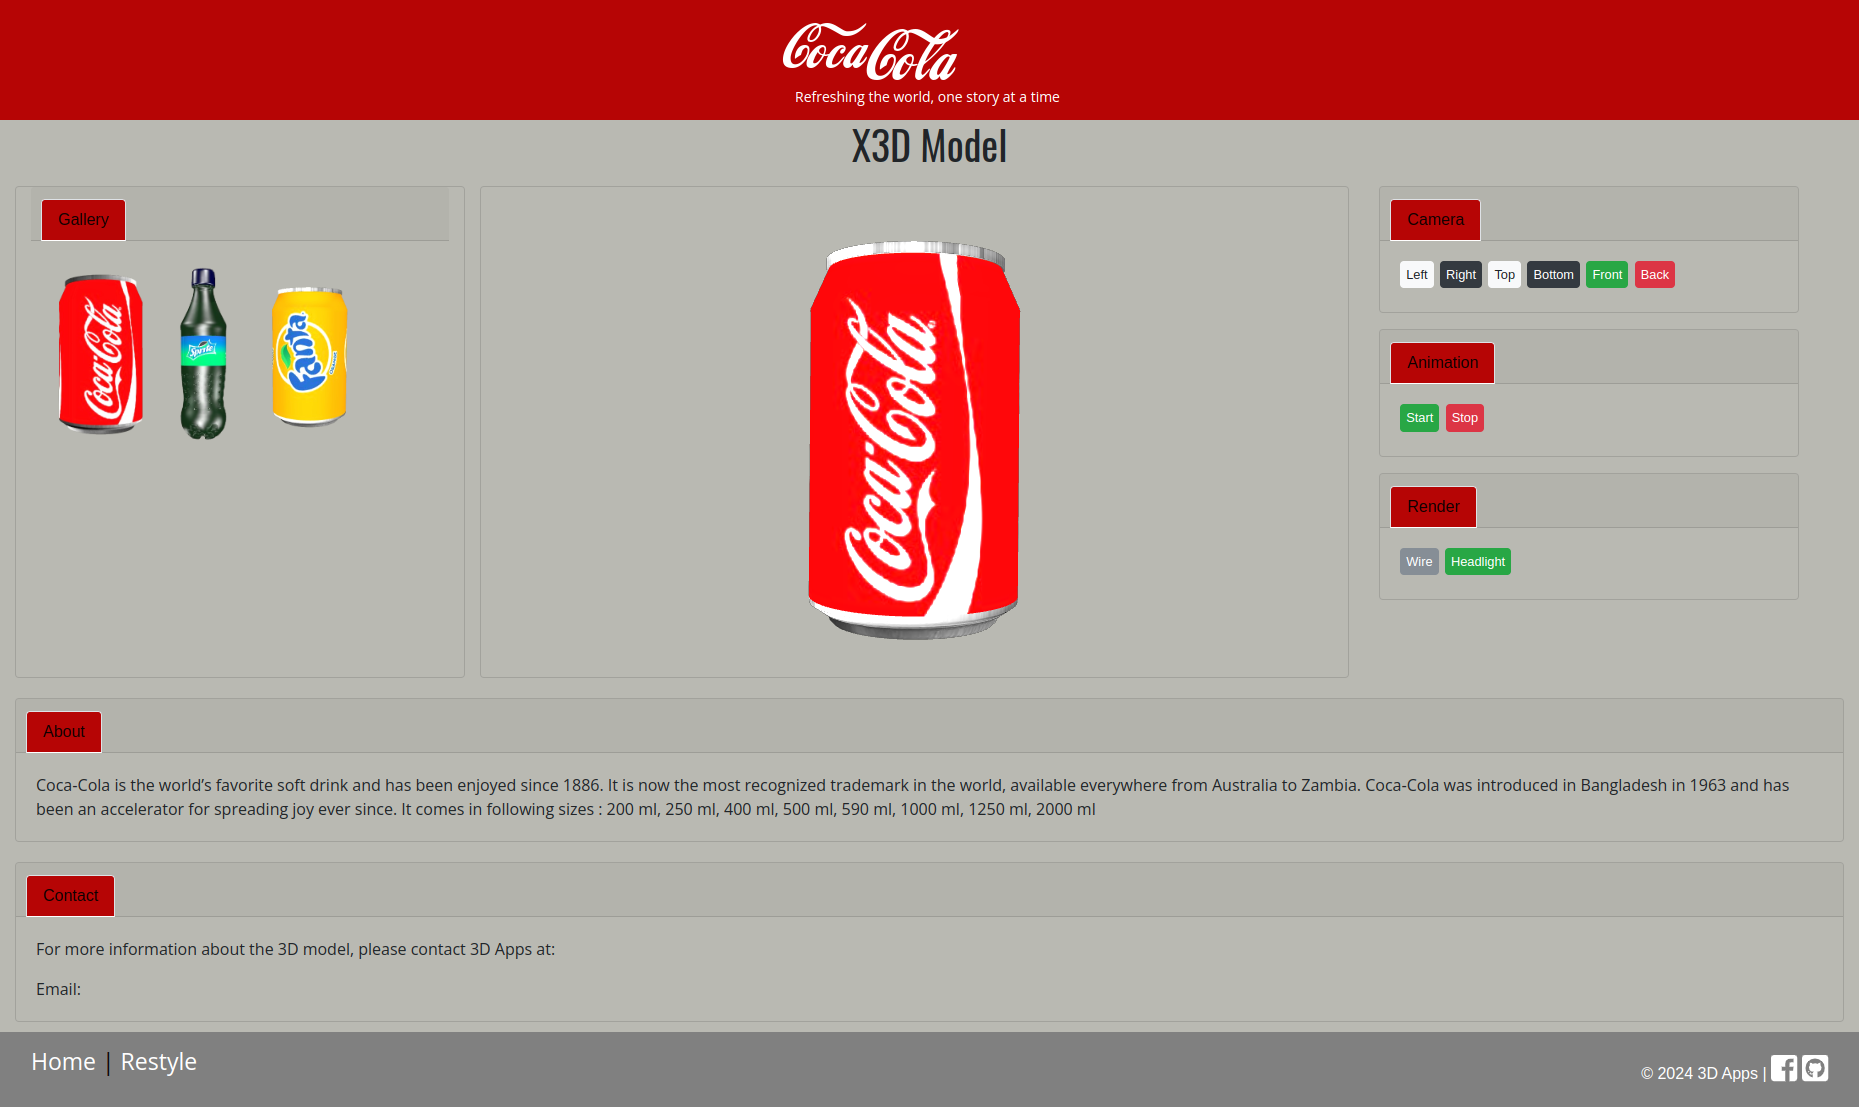 Coca-Cola
Refreshing the world, one story at a time
X3D Model
Gallery
Coca-Cola
Sprite
Fanta
Coca-Cola
Camera
Left Right Top Bottom Front Back
Animation
Start Stop
Render
Wire Headlight
About
Coca-Cola is the world’s favorite soft drink and has been enjoyed since 1886. It is now the most recognized trademark in the world, available everywhere from Australia to Zambia. Coca-Cola was introduced in Bangladesh in 1963 and has
been an accelerator for spreading joy ever since. It comes in following sizes : 200 ml, 250 ml, 400 ml, 500 ml, 590 ml, 1000 ml, 1250 ml, 2000 ml
Contact
For more information about the 3D model, please contact 3D Apps at:
Email:
Home | Restyle
© 2024 3D Apps |